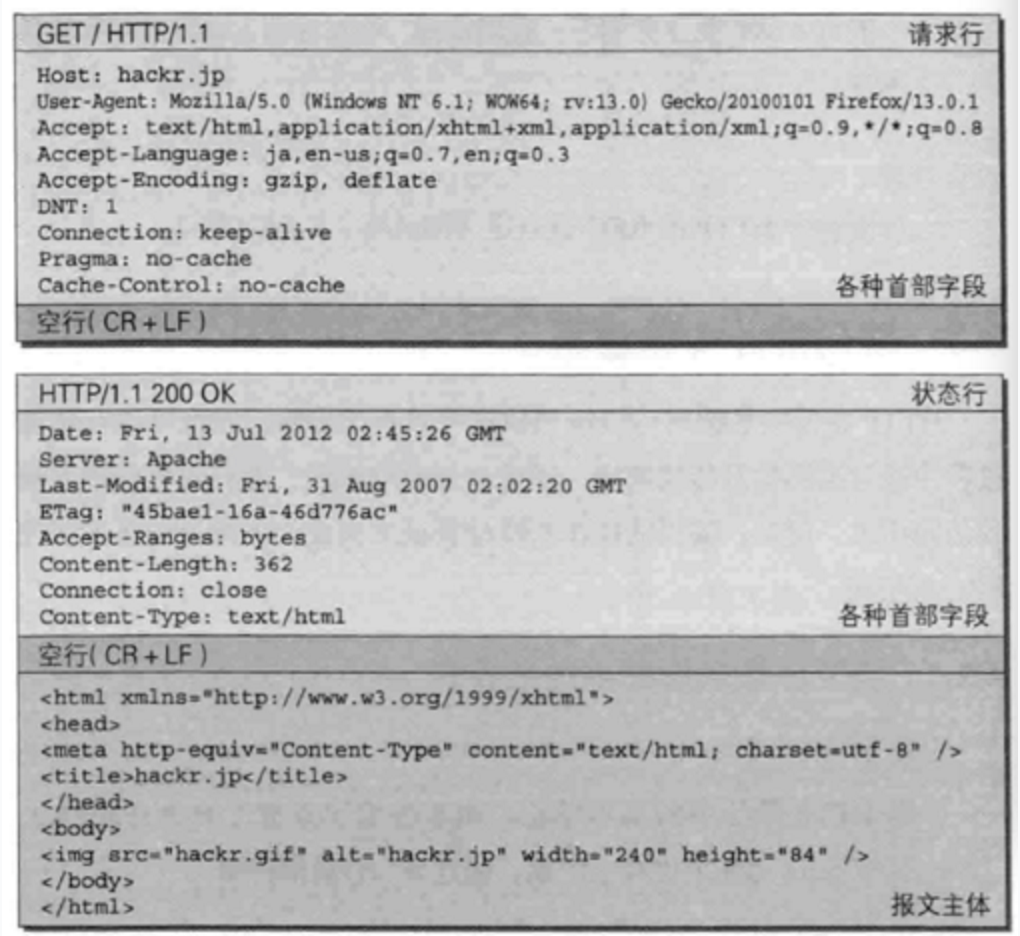 GET / HTTP/1.1 请求行
Host: hackr.jp
User-Agent: Mozilla/5.0 (Windows NT 6.1; WOW64; rv:13.0) Gecko/20100101 Firefox/13.0.1
Accept: text/html,application/xhtml+xml,application/xml;q=0.9,*/*;q=0.8
Accept-Language: ja,en-us;q=0.7,en;q=0.3
Accept-Encoding: gzip, deflate
DNT: 1
Connection: keep-alive
Pragma: no-cache
Cache-Control: no-cache 各种首部字段
空行( CR + LF )
HTTP/1.1 200 OK 状态行
Date: Fri, 13 Jul 2012 02:45:26 GMT
Server: Apache
Last-Modified: Fri, 31 Aug 2007 02:02:20 GMT
ETag: "45bae1-16a-46d776ac"
Accept-Ranges: bytes
Content-Length: 362
Connection: close
Content-Type: text/html 各种首部字段
空行( CR + LF )
<html xmlns="http://www.w3.org/1999/xhtml">
<head>
<meta http-equiv="Content-Type" content="text/html; charset=utf-8" />
<title>hackr.jp</title>
</head>
<body>
<img src="hackr.gif" alt="hackr.jp" width="240" height="84" />
</body>
</html> 报文主体